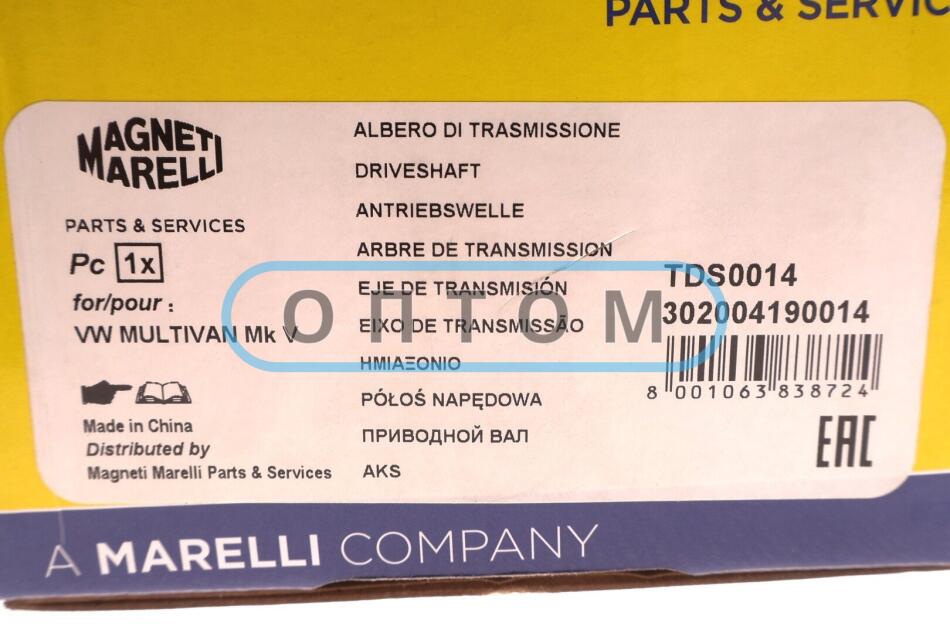 PARTS & SERVIC
MAGNETI
MARELLI
PARTS & SERVICES
Pc 1x
for/pour :
VW MULTIVAN Mk V
Made in China
Distributed by
Magneti Marelli Parts & Services
ALBERO DI TRASMISSIONE
DRIVESHAFT
ANTRIEBSWELLE
ARBRE DE TRANSMISSION
EJE DE TRANSMISIÓN
EIXO DE TRANSMISSÃO
ΗΜΙΑΞΟΝΙΟ
PÓŁOŚ NAPĘDOWA
ПРИВОДНОЙ ВАЛ
AKS
TDS0014
302004190014
8 001063 838724
EAC
ОПТОМ
A MARELLI COMPANY